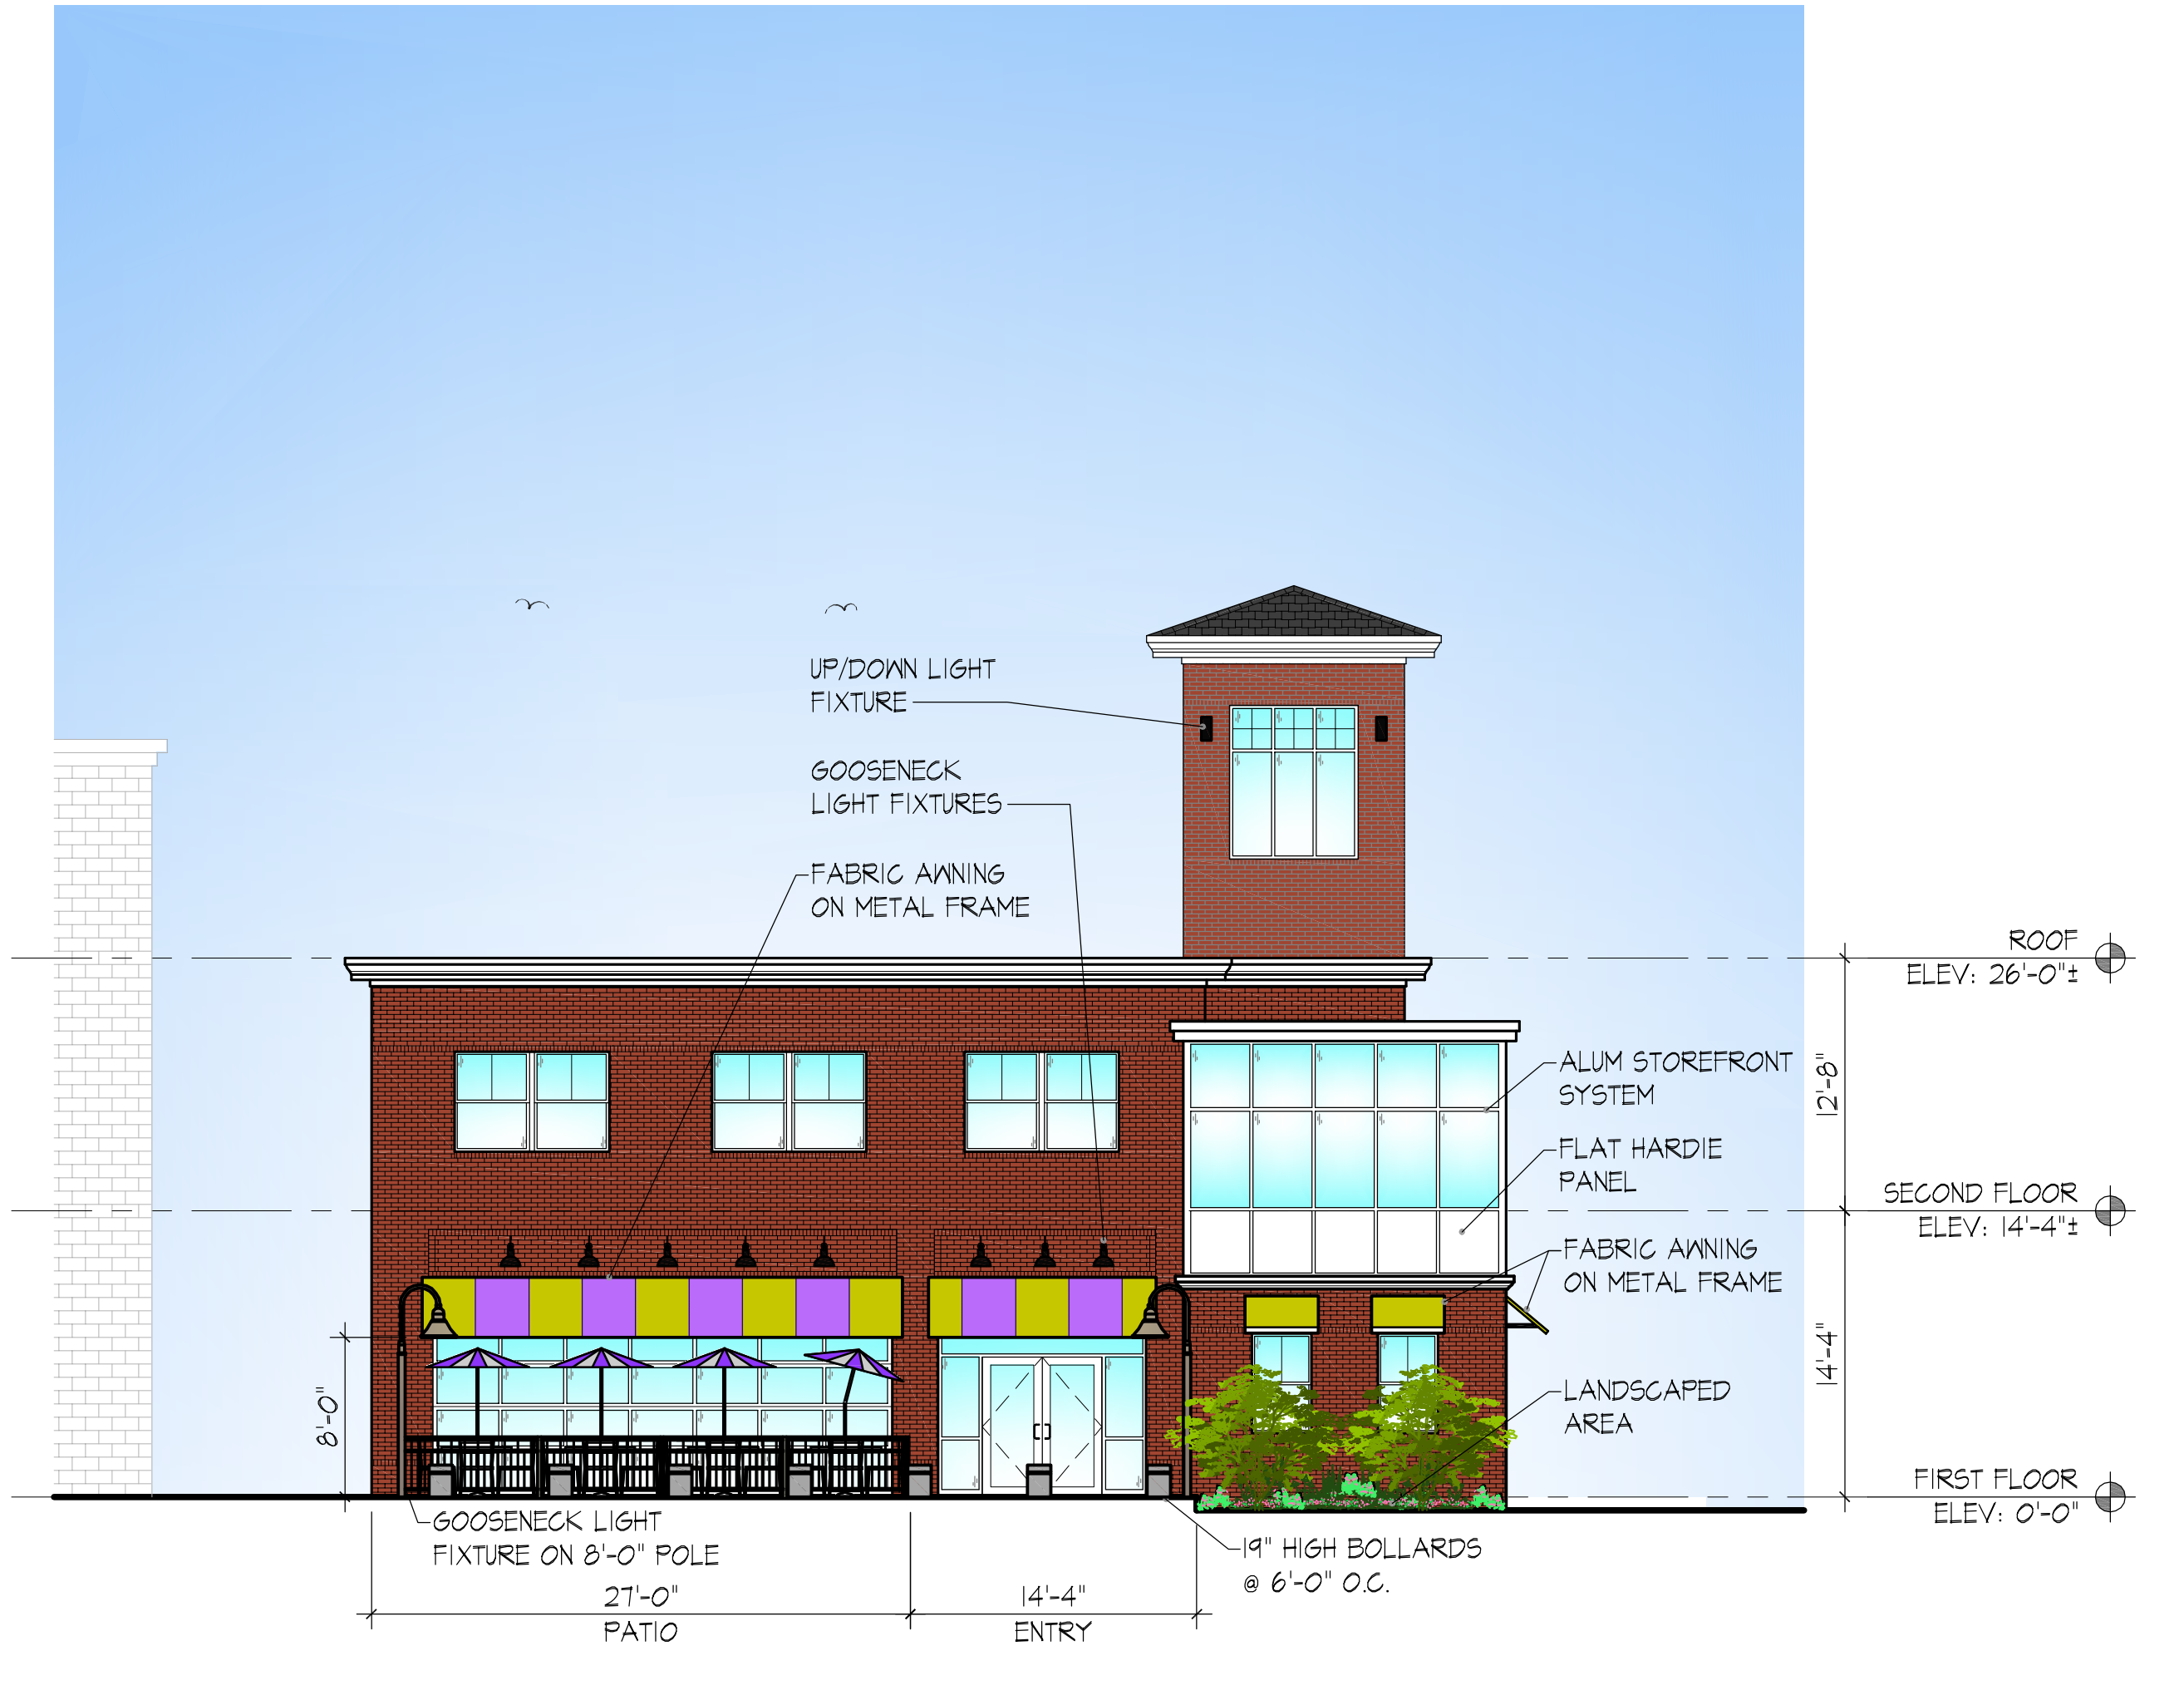 UP/DOWN LIGHT
FIXTURE
GOOSENECK
LIGHT FIXTURES
FABRIC AWNING
ON METAL FRAME
ROOF
ELEV: 26'-0"±
ALUM STOREFRONT
SYSTEM
12'-8"
FLAT HARDIE
PANEL
SECOND FLOOR
ELEV: 14'-4"±
FABRIC AWNING
ON METAL FRAME
14'-4"
8'-0"
LANDSCAPED
AREA
FIRST FLOOR
ELEV: 0'-0"
GOOSENECK LIGHT
FIXTURE ON 8'-0" POLE
19" HIGH BOLLARDS
@ 6'-0" O.C.
27'-0"
PATIO
14'-4"
ENTRY